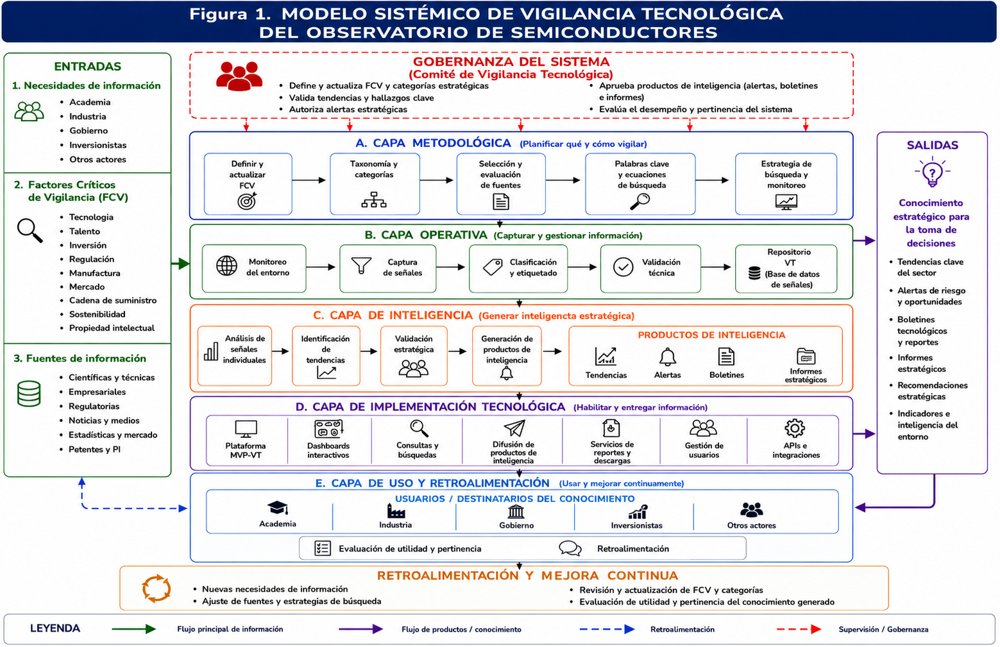 Figura 1. MODELO SISTÉMICO DE VIGILANCIA TECNOLÓGICA
DEL OBSERVATORIO DE SEMICONDUCTORES
ENTRADAS
1. Necesidades de información
• Academia
• Industria
• Gobierno
• Inversionistas
• Otros actores
2. Factores Críticos
de Vigilancia (FCV)
• Tecnologia
• Talento
• Inversión
• Regulación
• Manufactura
• Mercado
• Cadena de suministro
• Sostenibilidad
• Propiedad intelectual
3. Fuentes de información
• Científicas y técnicas
• Empresariales
• Regulatorias
• Noticias y medios
• Estadísticas y mercado
• Petentes y PI
GOBERNANZA DEL SISTEMA
(Comité de Vigilancia Tecnológica)
• Define y actualiza FCV y categorías estratégicas
• Valida tendencias y hallazgos clave
• Autoriza alertas estratégicas
• Aprueba productos de inteligencia (alertas, boletines
e informes)
• Evalúa el desempeño y pertinencia del sistema
A. CAPA METODOLÓGICA (Planificar qué y cómo vigilar)
Definir y
actualizar
FCV
Taxonomía y
categorías
Selección y
evaluación
de fuentes
Palabras clave
y ecuaciones
de búsqueda
Estrategia de
búsqueda y
monitoreo
B. CAPA OPERATIVA (Capturar y gestionar información)
Monitoreo
del entorno
Captura
de señales
Clasificación
y etiquetado
Validación
técnica
Repositorio
VT
(Base de datos
de señales)
C. CAPA DE INTELIGENCIA (Generar inteligencta estratégica)
Análisis de
señales
individuales
Identificación
de
tendencias
Validación
estratégica
Generación de
productos de
inteligencia
PRODUCTOS DE INTELIGENCIA
Tendencias
Alertas
Boletines
Informes
estratégicos
D. CAPA DE IMPLEMENTACIÓN TECNOLÓGICA (Habilitar y entregar información)
Plataforma
MVP-VT
Dashboards
interactivos
Consultas y
búsquedas
Difusión de
productos de
inteligencia
Servicios de
reportes y
descargas
Gestión de
usuarios
APIs e
integraciones
E. CAPA DE USO Y RETROALIMENTACIÓN (Usar y mejorar continuamente)
USUARIOS / DESTINATARIOS DEL CONOCIMIENTO
Academia
Industria
Gobierno
Inversionistas
Otros actores
Evaluación de utilidad y pertinencia
Retroalimentación
SALIDAS
Conocimiento
estratégico para
la toma de
decisiones
• Tendencias clave
del sector
• Alertas de riesgo
y oportunidades
• Boletines
tecnológicos
y reportes
• Informes
estratégicos
• Recomendaciones
estratégicas
• Indicadores e
inteligencia del
entorno
RETROALIMENTACIÓN Y MEJORA CONTINUA
• Nuevas necesidades de información
• Ajuste de fuentes y estrategias de búsqueda
• Revisión y actualización de FCV y categorías
• Evaluación de utilidad y pertinencia del conocimiento generado
LEYENDA
Flujo principal de información
Flujo de productos / conocimiento
Retroalimentación
Supervisión / Gobernanza